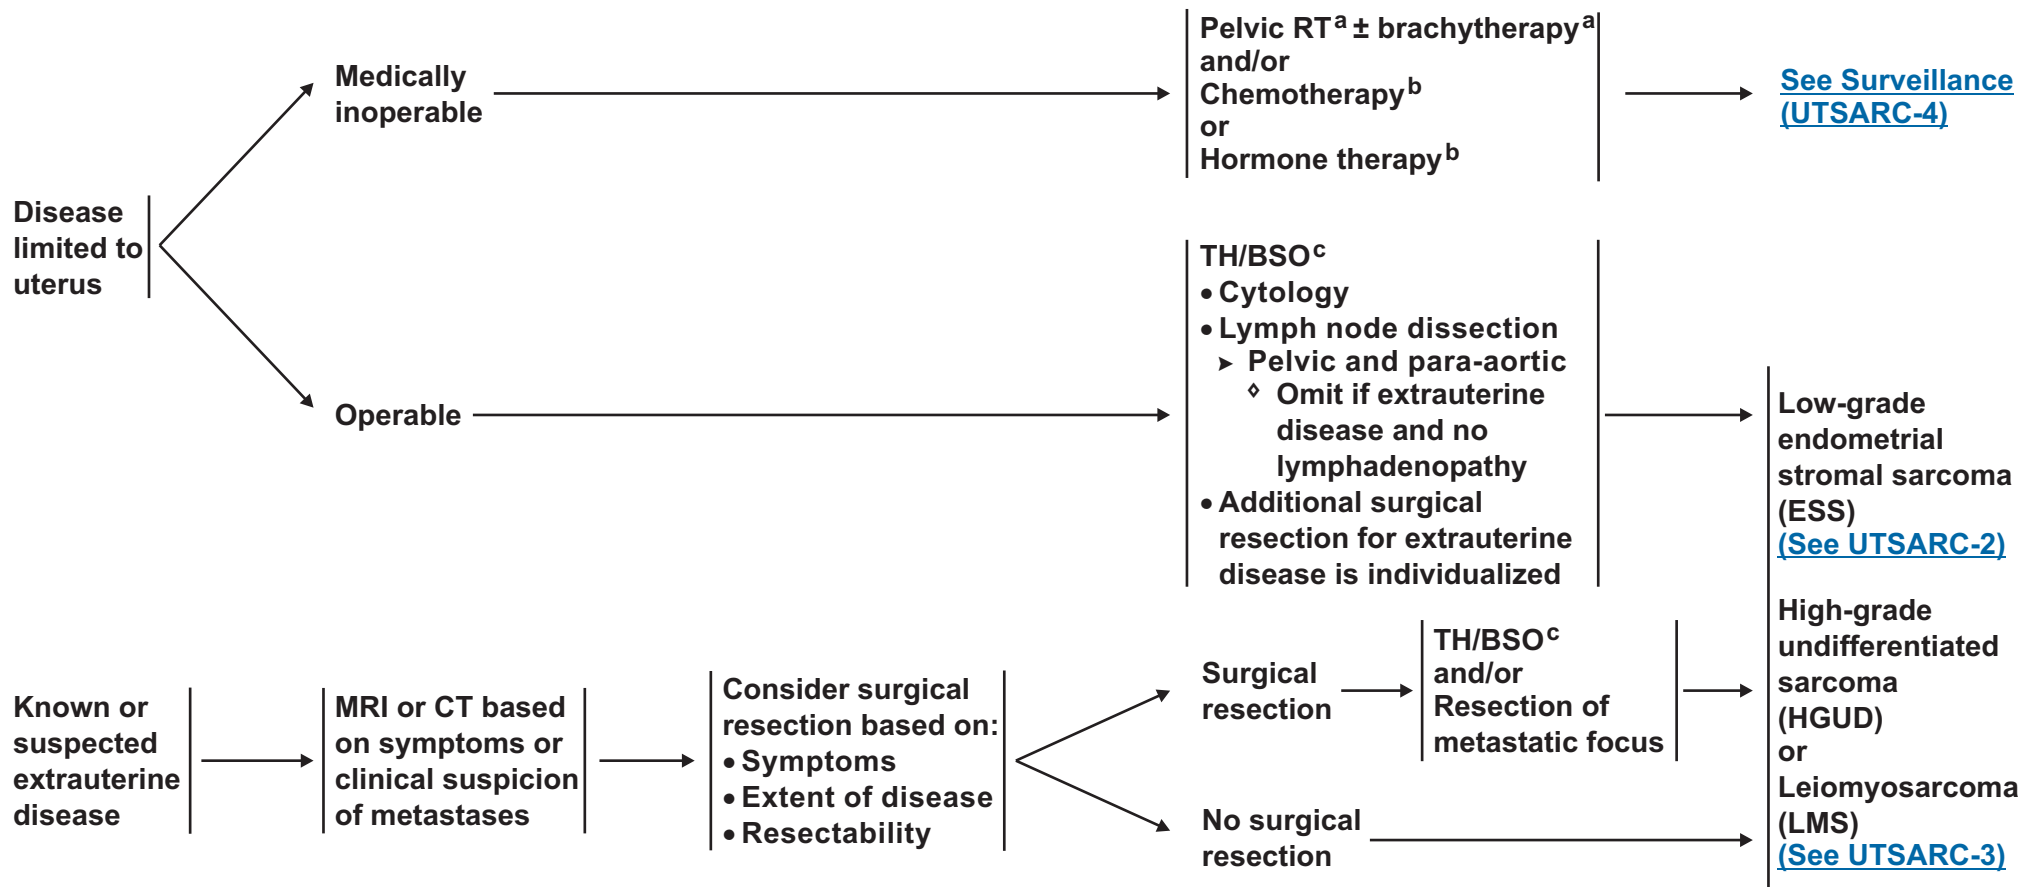 Disease
limited to
uterus
Medically
inoperable
Pelvic RTa ± brachytherapya
and/or
Chemotherapyb
or
Hormone therapyb
See Surveillance
(UTSARC-4)
Operable
TH/BSOc
• Cytology
• Lymph node dissection
➤ Pelvic and para-aortic
◊ Omit if extrauterine
disease and no
lymphadenopathy
• Additional surgical
resection for extrauterine
disease is individualized
Known or
suspected
extrauterine
disease
MRI or CT based
on symptoms or
clinical suspicion
of metastases
Consider surgical
resection based on:
• Symptoms
• Extent of disease
• Resectability
Surgical
resection
TH/BSOc
and/or
Resection of
metastatic focus
No surgical
resection
Low-grade
endometrial
stromal sarcoma
(ESS)
(See UTSARC-2)
High-grade
undifferentiated
sarcoma
(HGUD)
or
Leiomyosarcoma
(LMS)
(See UTSARC-3)